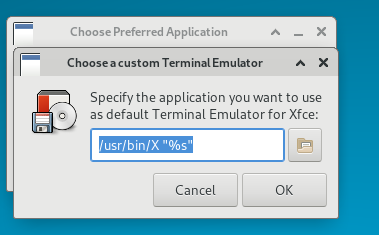 Choose Preferred Application
Choose a custom Terminal Emulator
Specify the application you want to use
as default Terminal Emulator for Xfce:
/usr/bin/X "%s"
Cancel
OK